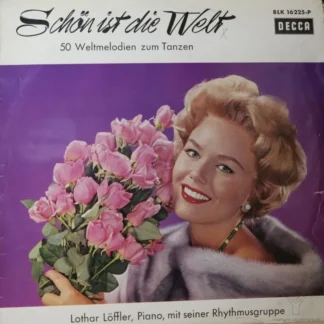 Schön ist die Welt
50 Weltmelodien zum Tanzen
BLK 16225-P
DECCA
Lothar Löffler, Piano, mit seiner Rhythmusgruppe